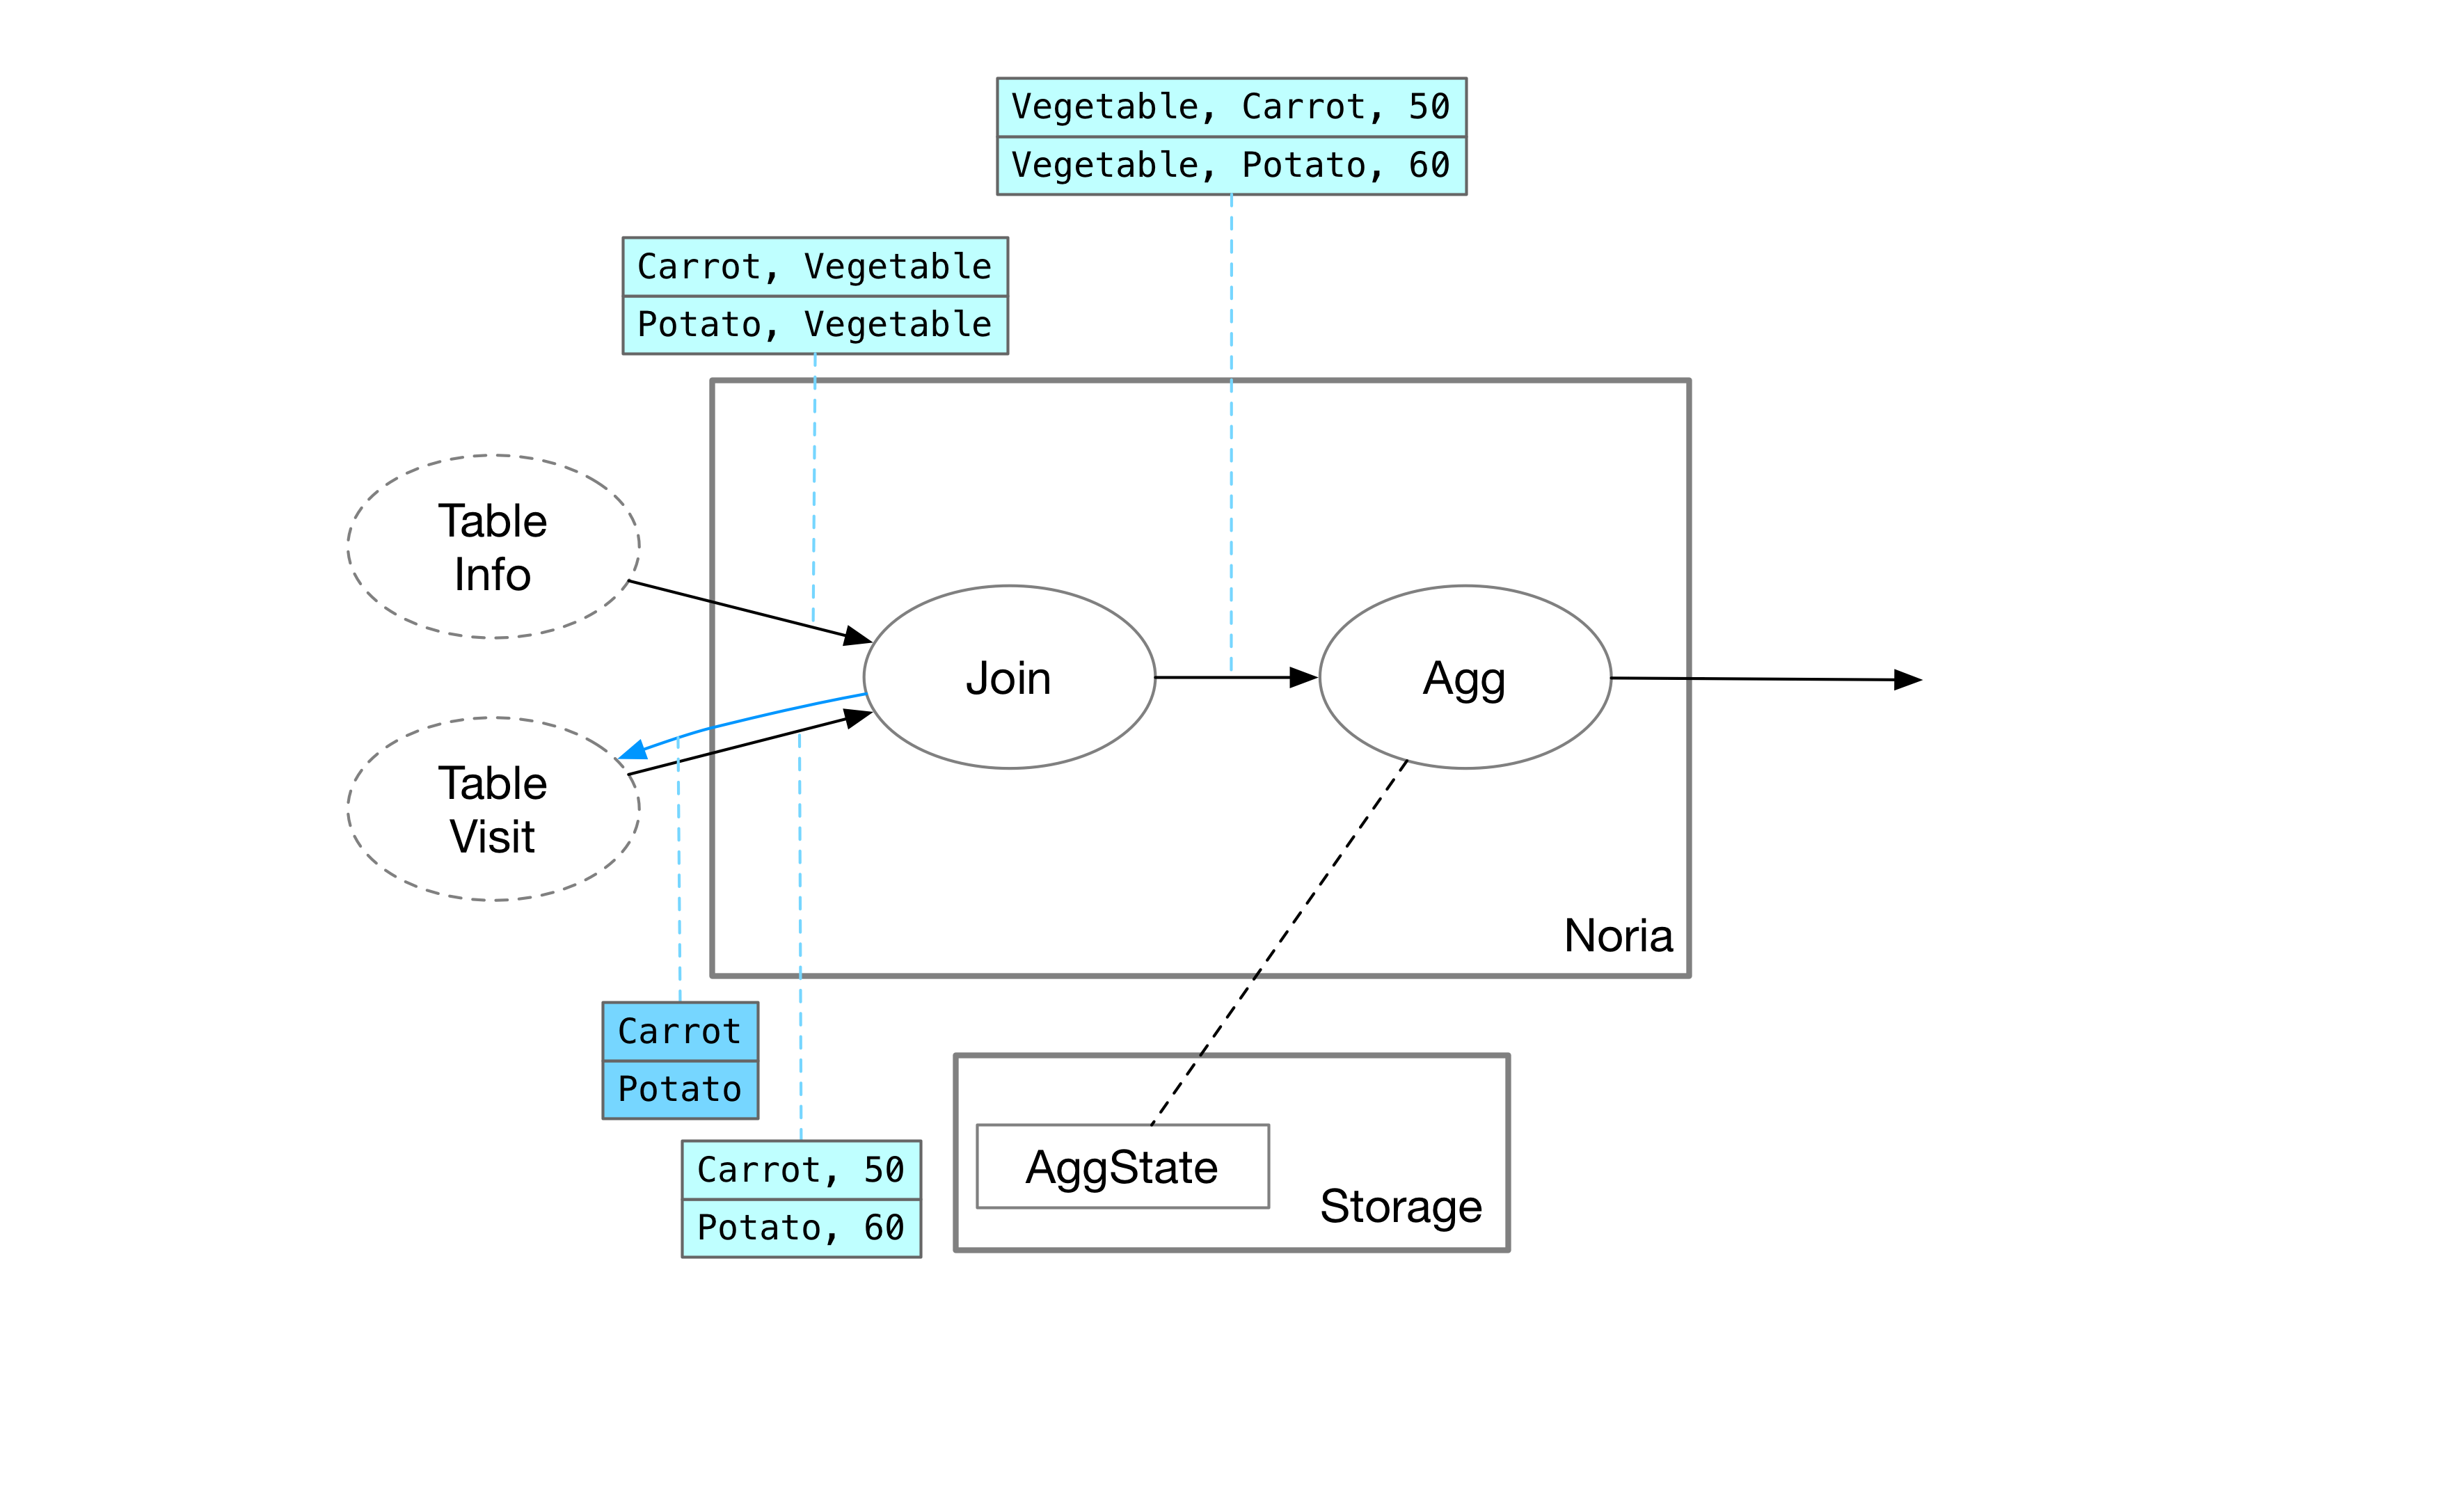 Vegetable, Carrot, 50
Vegetable, Potato, 60
Carrot, Vegetable
Potato, Vegetable
Table
Info
Join
Agg
Table
Visit
Noria
Carrot
Potato
Carrot, 50
Potato, 60
AggState
Storage